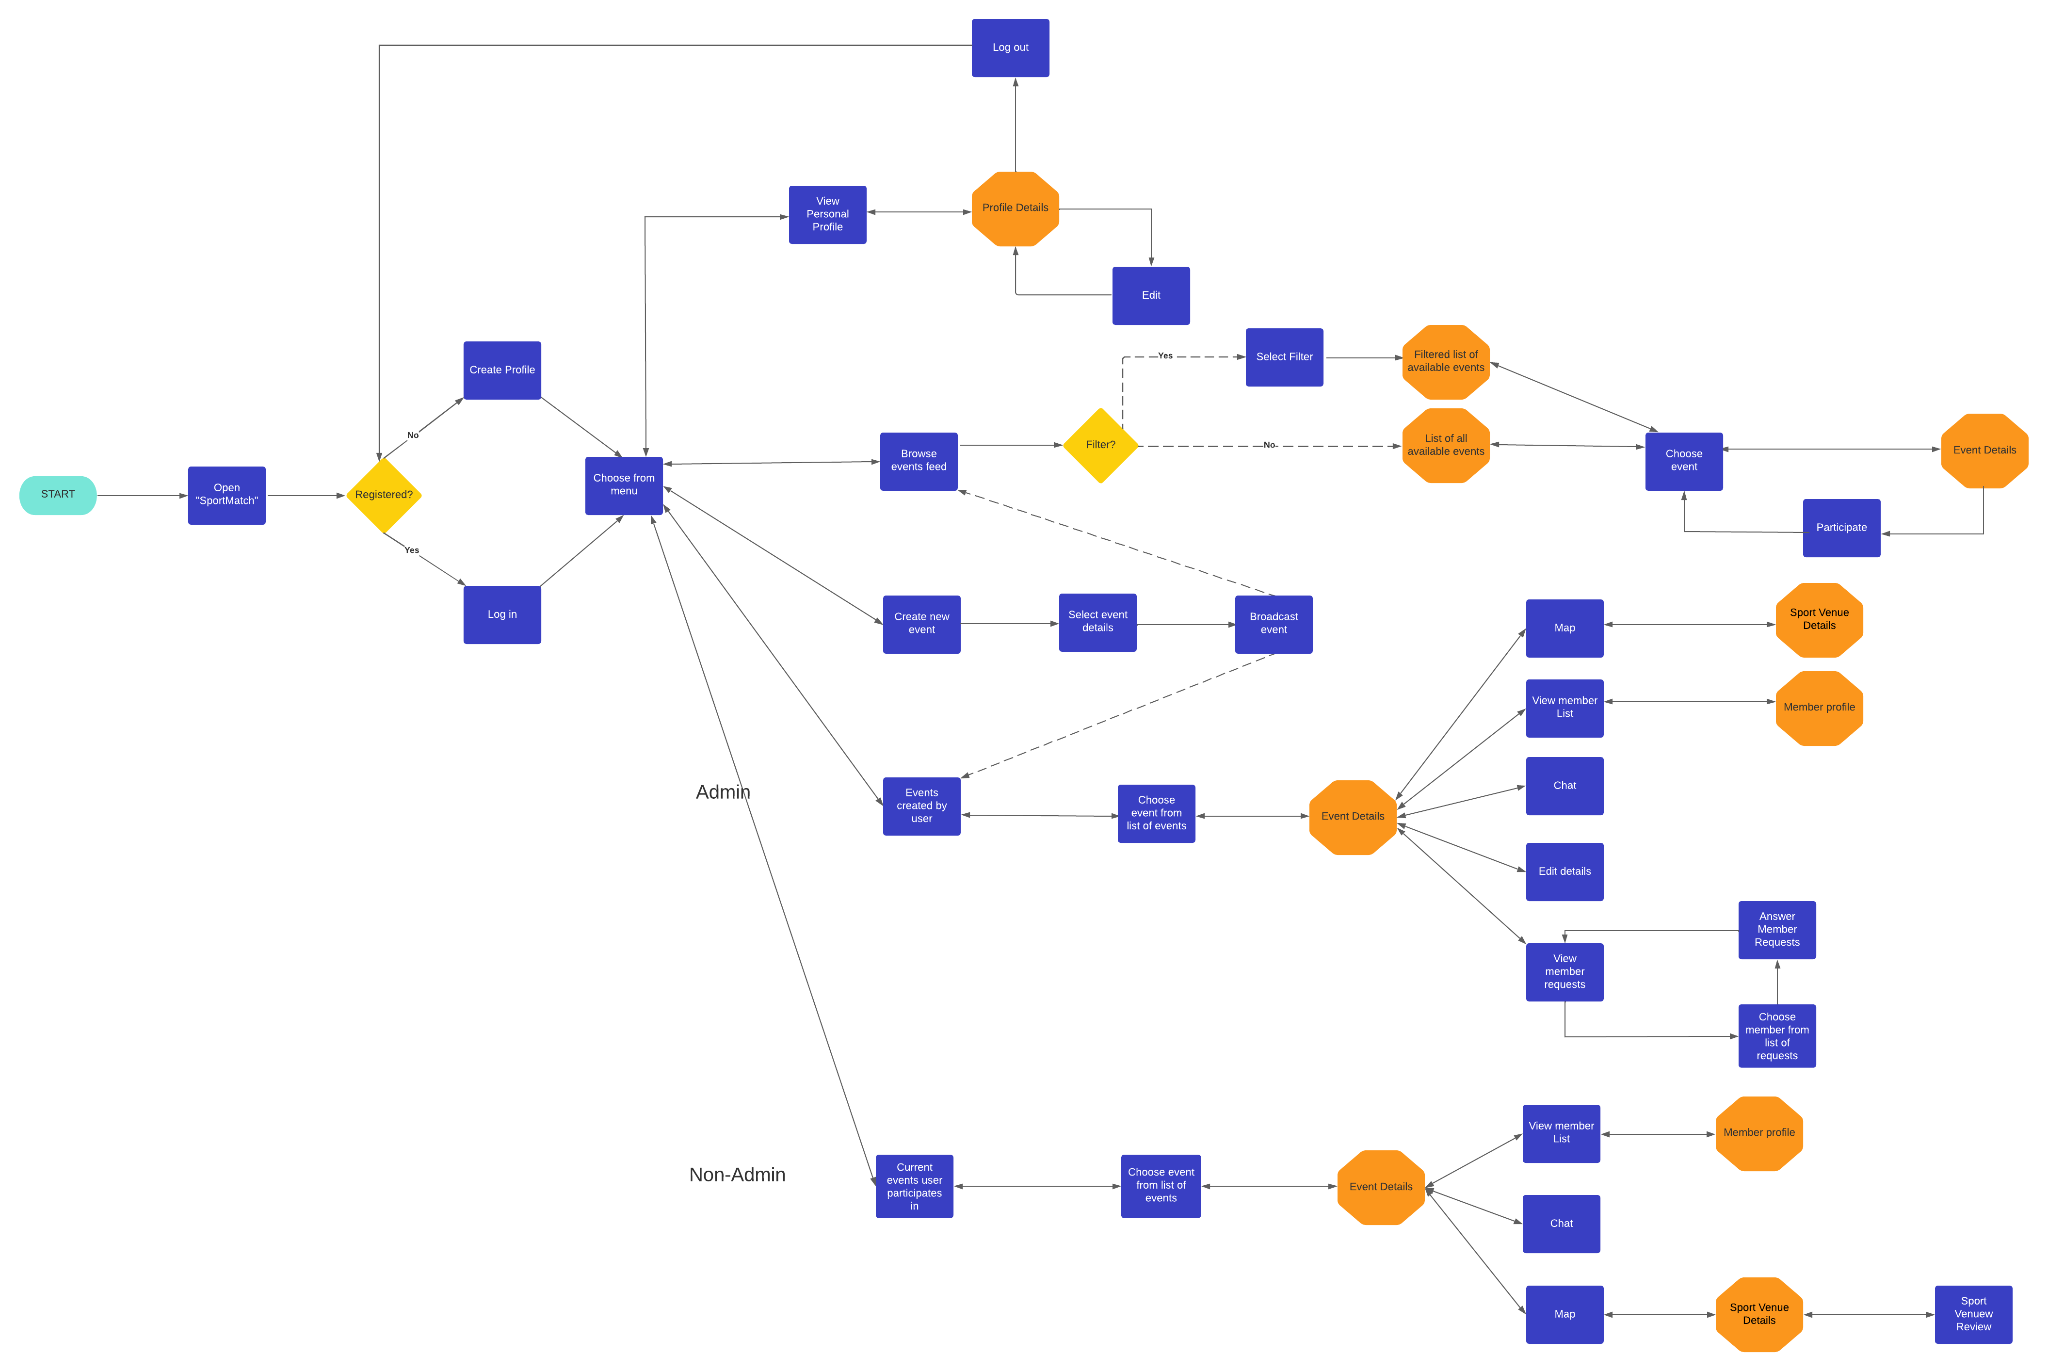 Log out
View
Personal
Profile
Profile Details
Edit
Create Profile
No
START
Open
"SportMatch"
Registered?
Yes
Log in
Choose from
menu
Browse
events feed
Filter?
Yes
No
Select Filter
Filtered list of
available events
List of all
available events
Choose
event
Event Details
Participate
Create new
event
Select event
details
Broadcast
event
Admin
Events
created by
user
Choose
event from
list of events
Event Details
Map
Sport Venue
Details
View member
List
Member profile
Chat
Edit details
View
member
requests
Answer
Member
Requests
Choose
member from
list of
requests
Non-Admin
Current
events user
participates
in
Choose event
from list of
events
Event Details
View member
List
Member profile
Chat
Map
Sport Venue
Details
Sport
Venuew
Review